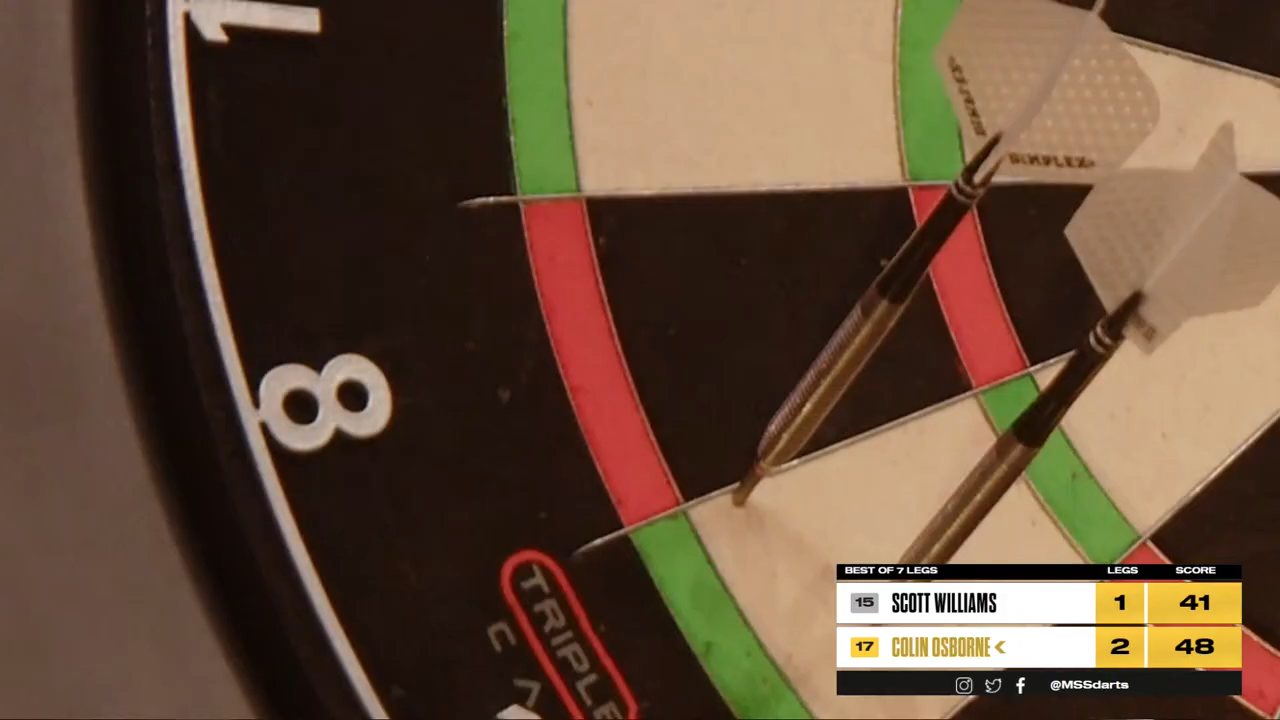 1
8
TRIPLE
DIMPLEX
BEST OF 7 LEGS LEGS SCORE
15 SCOTT WILLIAMS 1 41
17 COLIN OSBORNE 2 48
@MSSdarts